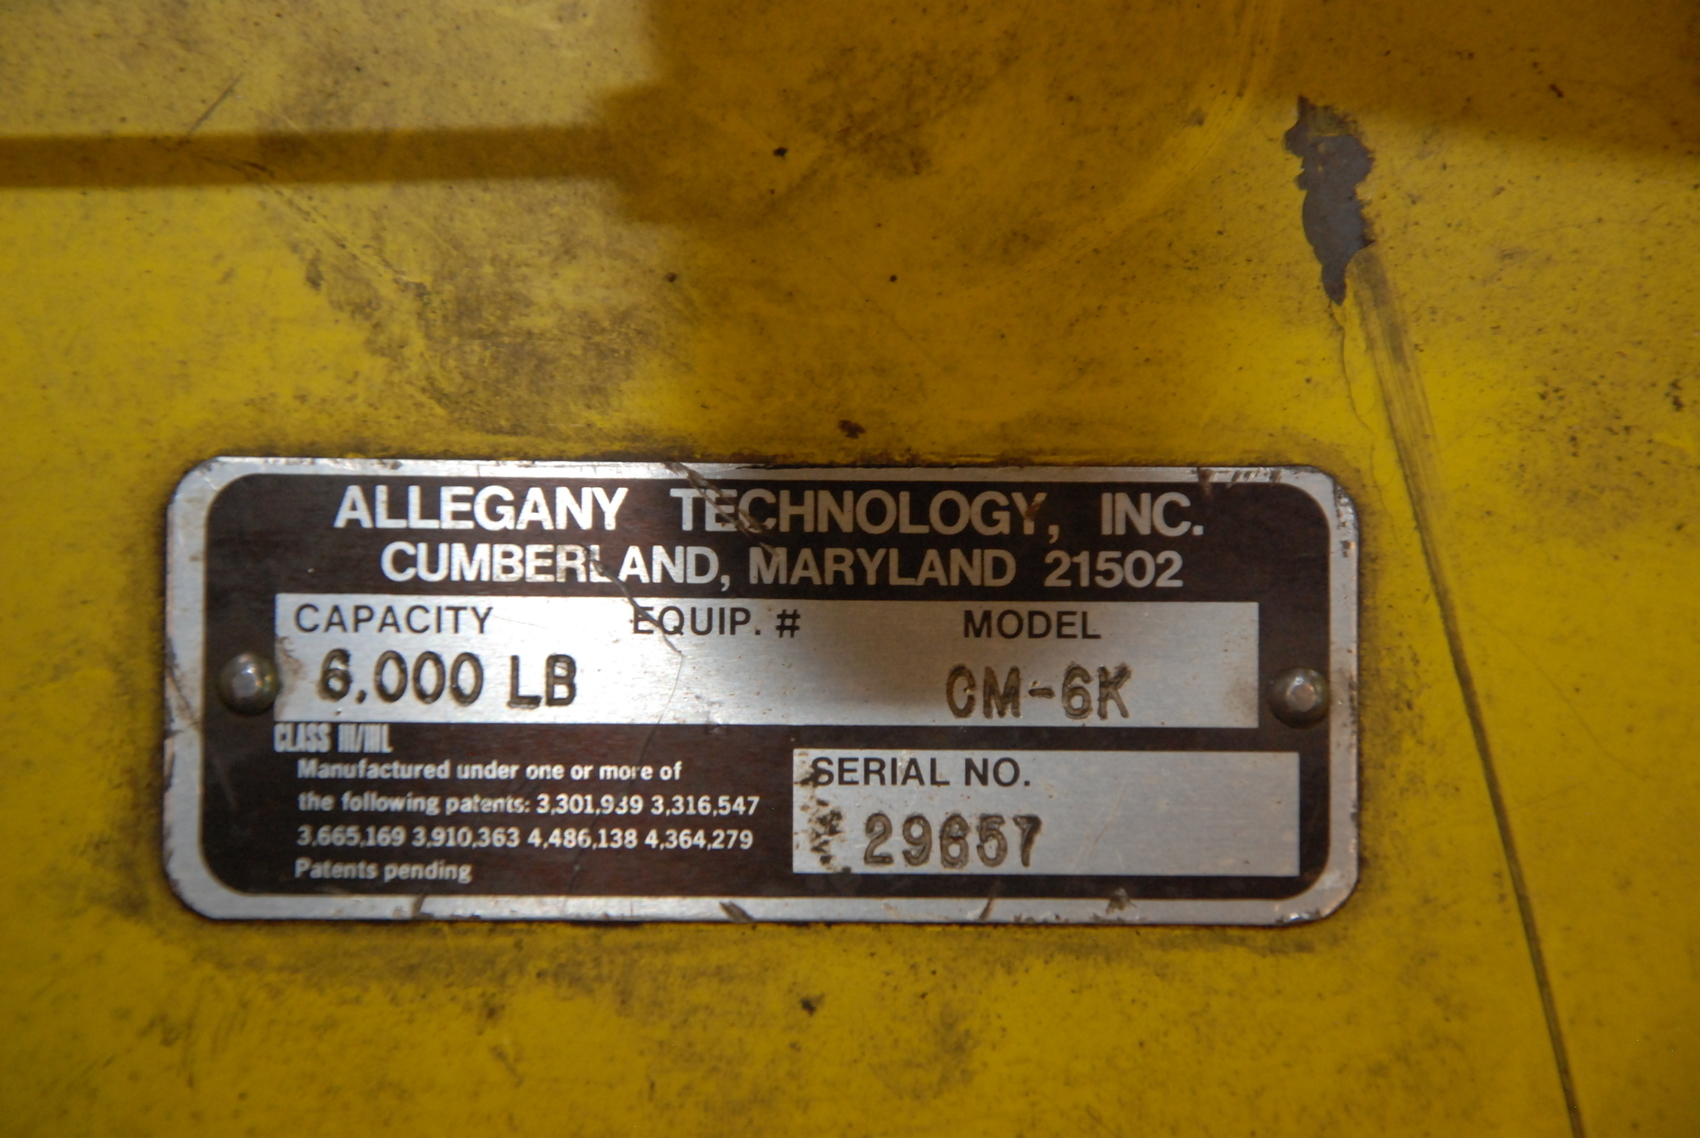 ALLEGANY TECHNOLOGY, INC.
CUMBERLAND, MARYLAND 21502
CAPACITY EQUIP. # MODEL
6,000 LB CM-6K
CLASS III/IIIL
Manufactured under one or more of
the following patents: 3,301,939 3,316,547
3,665,169 3,910,363 4,486,138 4,364,279
Patents pending
SERIAL NO.
29657